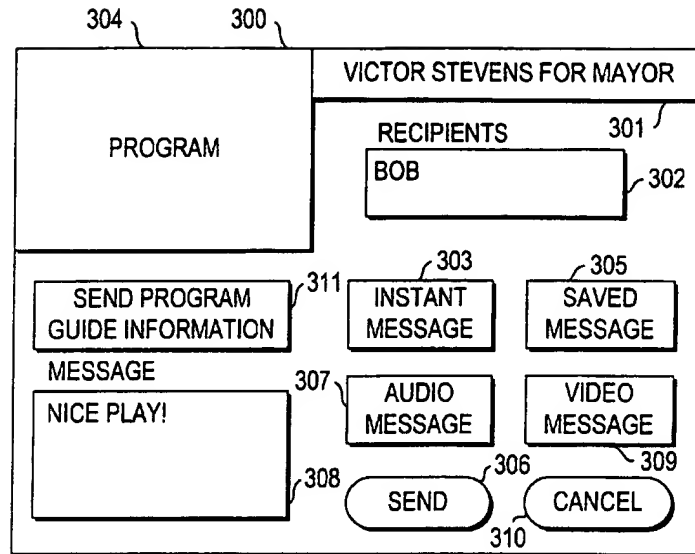 304
300
VICTOR STEVENS FOR MAYOR
301
PROGRAM
RECIPIENTS
BOB
302
311
303
305
SEND PROGRAM
GUIDE INFORMATION
INSTANT
MESSAGE
SAVED
MESSAGE
MESSAGE
NICE PLAY!
308
307
AUDIO
MESSAGE
VIDEO
MESSAGE
309
306
SEND
CANCEL
310